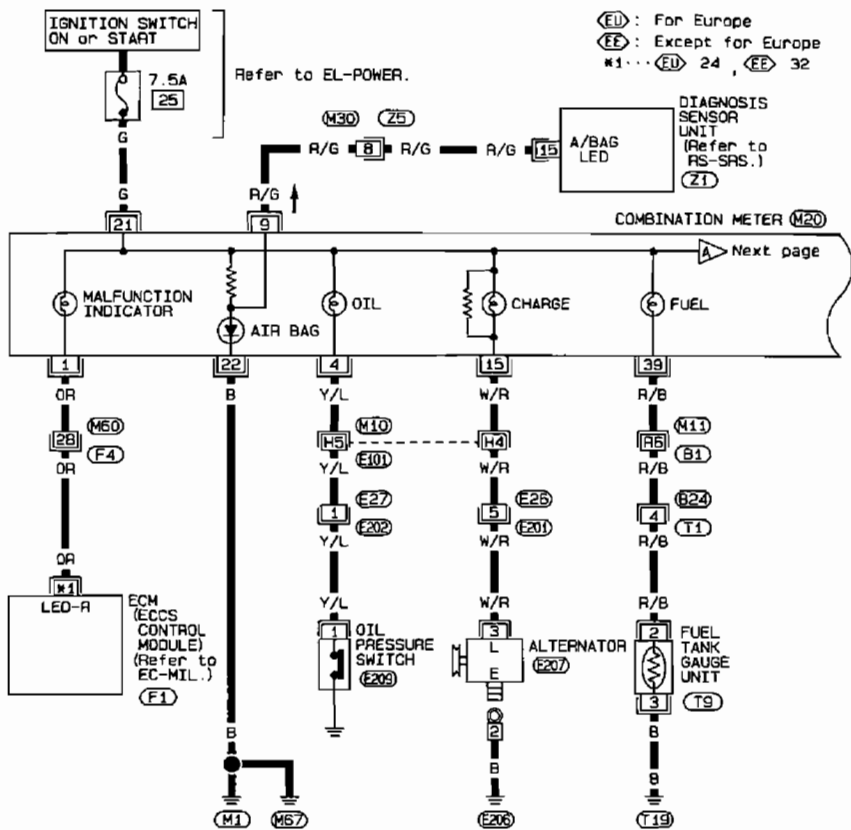 IGNITION SWITCH
ON or START
7.5A
25
Refer to EL-POWER.
EU : For Europe
EE : Except for Europe
*1··· EU 24 , EE 32
G
G
M30
Z5
R/G
8
R/G
R/G
15
A/BAG
LED
DIAGNOSIS
SENSOR
UNIT
(Refer to
RS-SRS.)
Z1
R/G
21
9
COMBINATION METER M20
A
Next page
MALFUNCTION
INDICATOR
AIR BAG
OIL
CHARGE
FUEL
1
22
4
15
39
OR
B
Y/L
W/R
R/B
28
M60
F4
H5
M10
E101
H4
R6
M11
B1
OR
Y/L
W/R
R/B
1
E27
E202
5
E26
E201
4
B24
T1
Y/L
W/R
R/B
OR
Y/L
W/R
R/B
*1
LED-R
ECM
(ECCS
CONTROL
MODULE)
(Refer to
EC-MIL.)
F1
1
OIL
PRESSURE
SWITCH
E209
3
L
E
ALTERNATOR
E207
2
2
FUEL
TANK
GAUGE
UNIT
3
T9
B
B
B
B
M1
M67
E206
T19